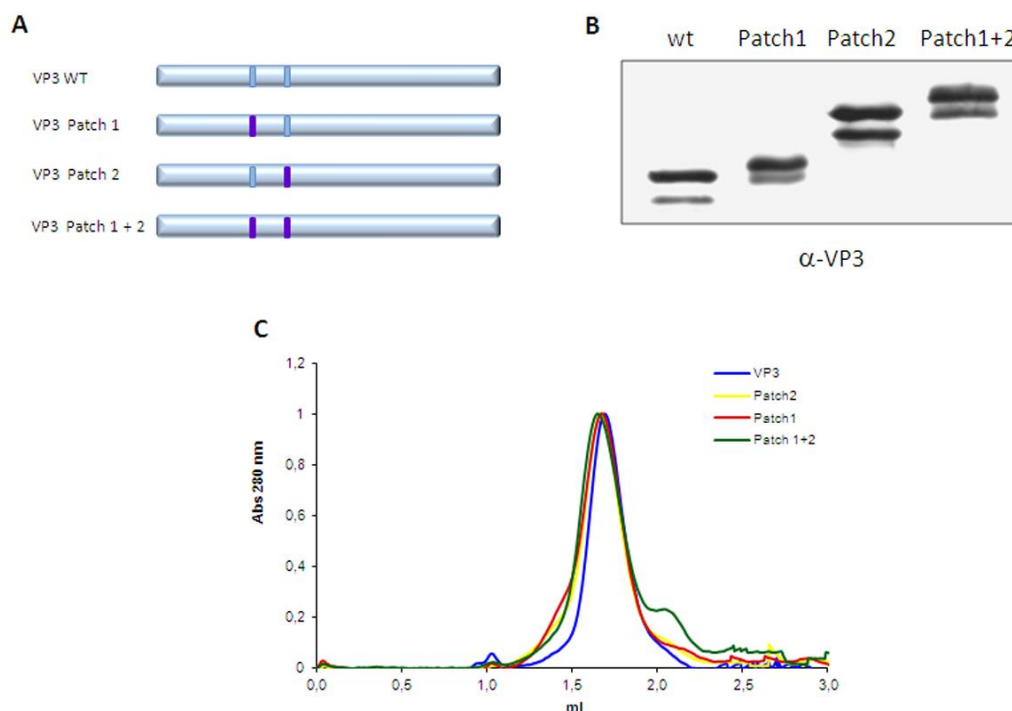 A
VP3 WT
VP3 Patch 1
VP3 Patch 2
VP3 Patch 1 + 2
B
wt Patch1 Patch2 Patch1+2
α-VP3
C
1,2
1
0,8
0,6
0,4
0,2
0
Abs 280 nm
0,0 0,5 1,0 1,5 2,0 2,5 3,0
ml
VP3
Patch2
Patch1
Patch 1+2